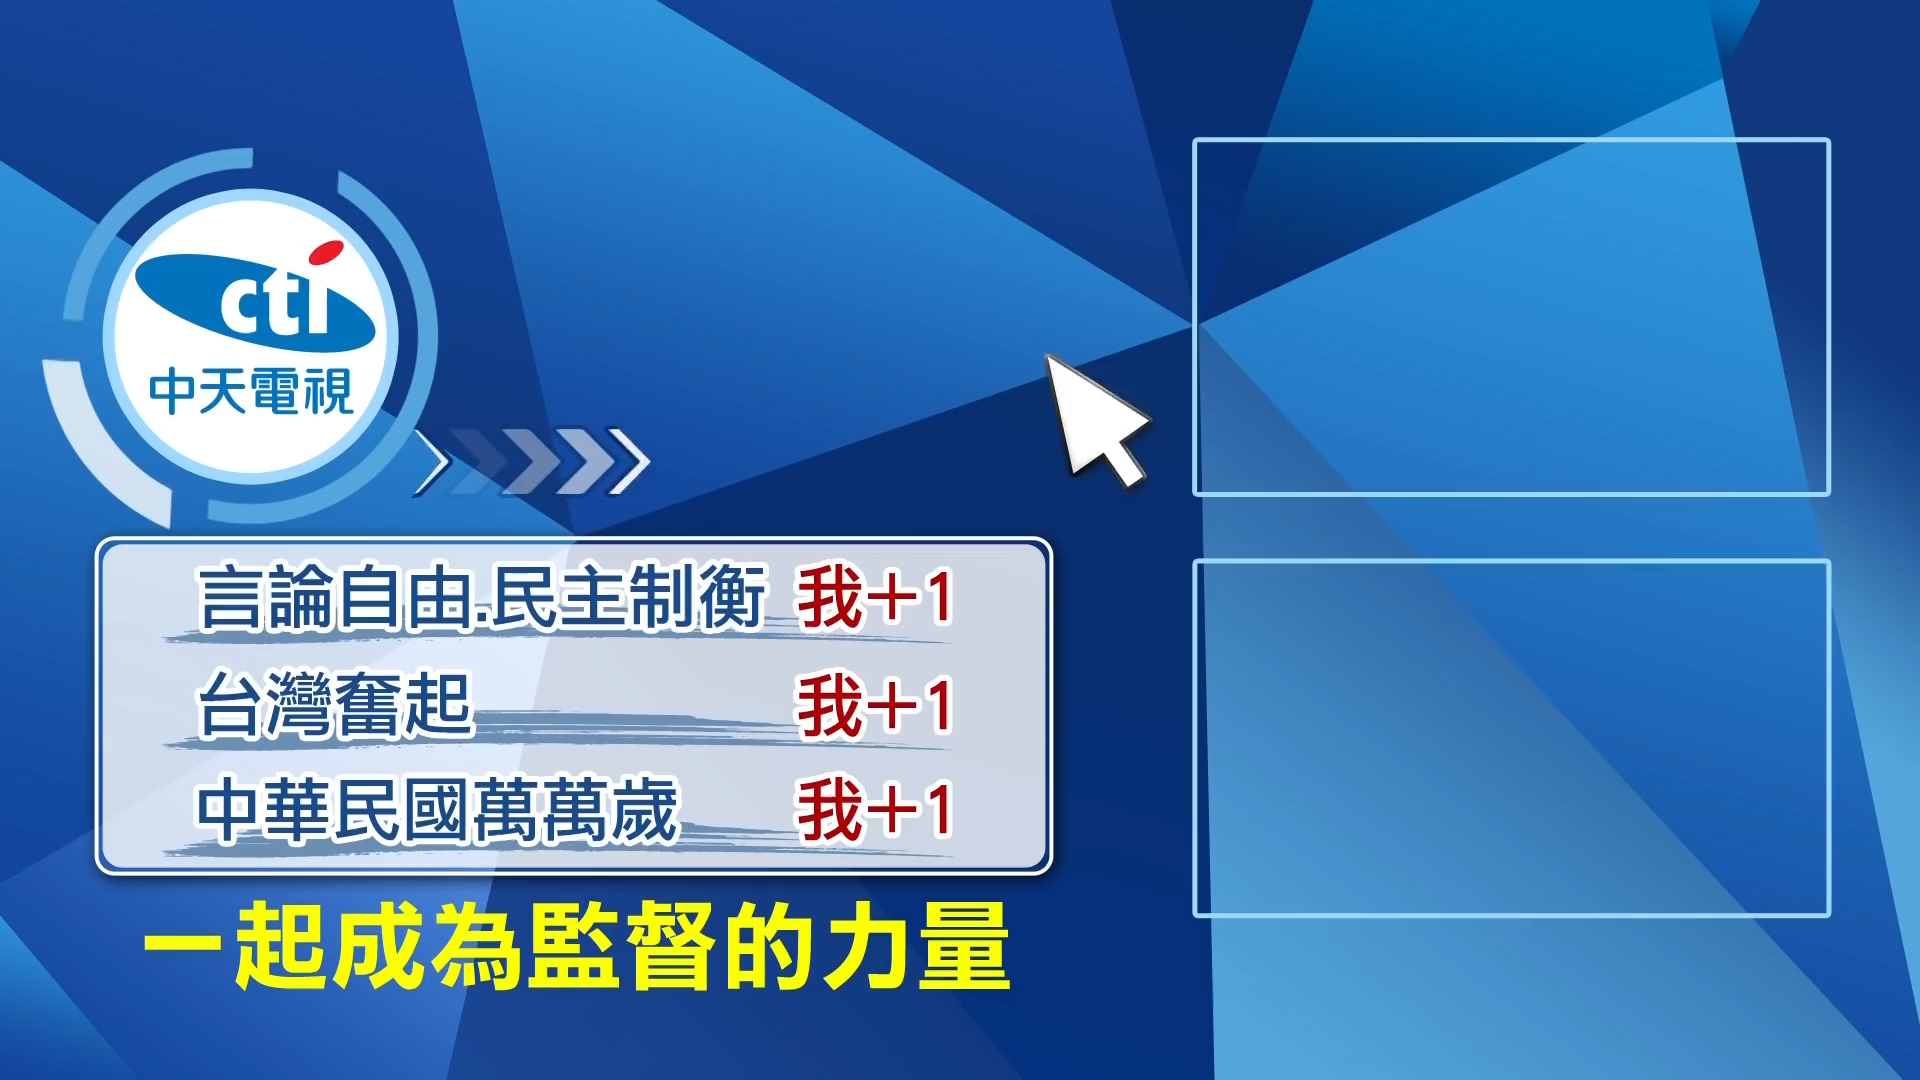 cti
中天電視
言論自由.民主制衡 我+1
台灣奮起 我+1
中華民國萬萬歲 我+1
一起成為監督的力量